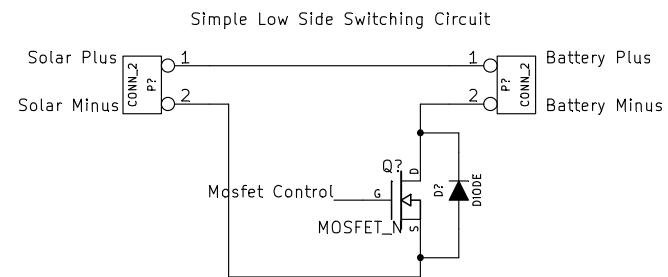 Simple Low Side Switching Circuit
Solar Plus 1 1 Battery Plus
CONN_2 P? P? CONN_2
Solar Minus 2 2 Battery Minus
Q? D
Mosfet Control G D? DIODE
MOSFET_N S